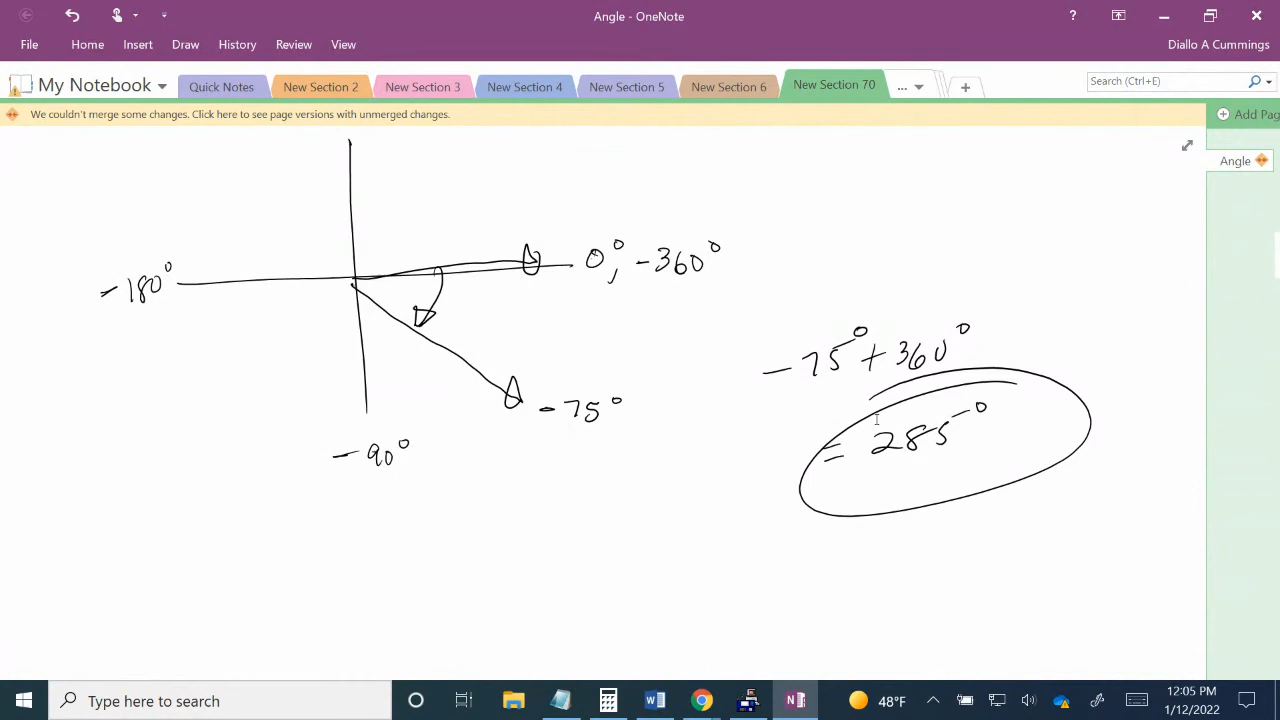 Angle - OneNote
?
File Home Insert Draw History Review View
Diallo A Cummings
My Notebook
Quick Notes
New Section 2
New Section 3
New Section 4
New Section 5
New Section 6
New Section 70
...
+
Search (Ctrl+E)
We couldn't merge some changes. Click here to see page versions with unmerged changes.
Add Pag
Angle
0°, -360°
-180°
-75° + 360°
-75°
= 285°
-90°
Type here to search
48°F
12:05 PM
1/12/2022